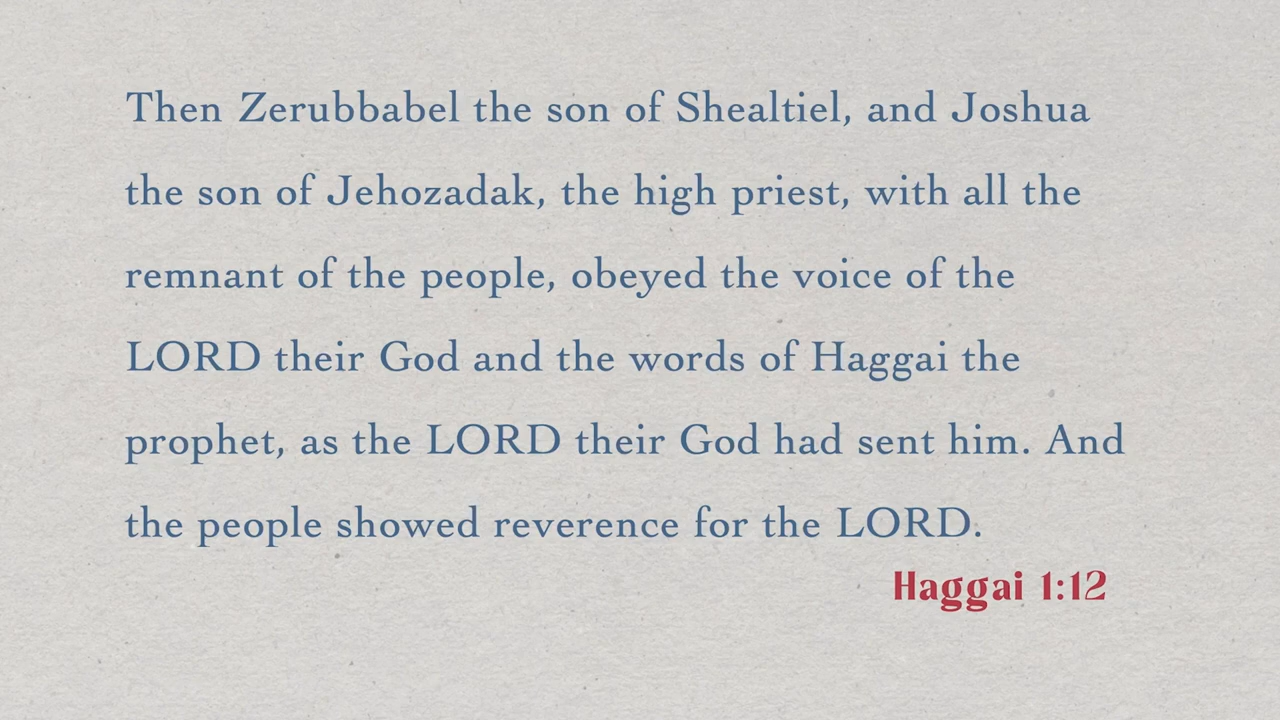 Then Zerubbabel the son of Shealtiel, and Joshua
the son of Jehozadak, the high priest, with all the
remnant of the people, obeyed the voice of the
LORD their God and the words of Haggai the
prophet, as the LORD their God had sent him. And
the people showed reverence for the LORD.
Haggai 1:12